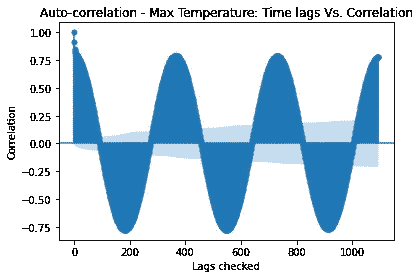 Auto-correlation - Max Temperature: Time lags Vs. Correlation
1.00
0.75
0.50
0.25
0.00
−0.25
−0.50
−0.75
Correlation
0 200 400 600 800 1000
Lags checked